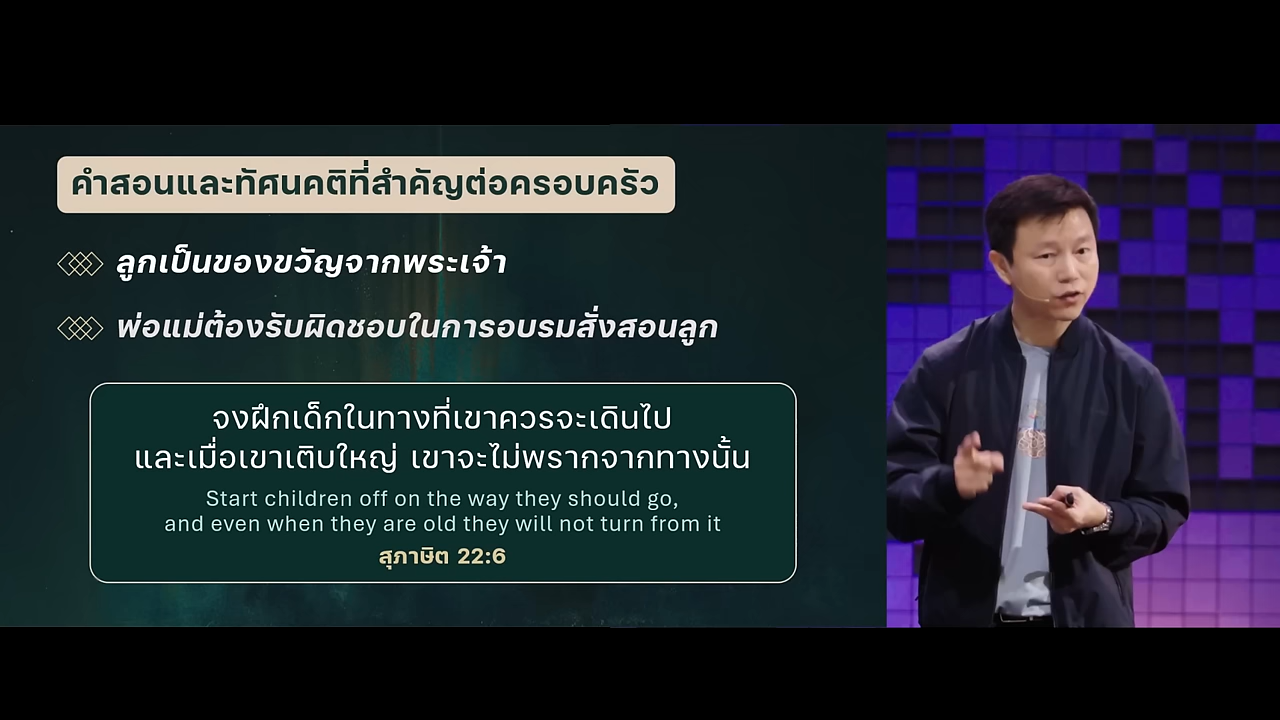 คำสอนและทัศนคติที่สำคัญต่อครอบครัว
ลูกเป็นของขวัญจากพระเจ้า
พ่อแม่ต้องรับผิดชอบในการอบรมสั่งสอนลูก
จงฝึกเด็กในทางที่เขาควรจะเดินไป
และเมื่อเขาเติบใหญ่ เขาจะไม่พรากจากทางนั้น
Start children off on the way they should go,
and even when they are old they will not turn from it
สุภาษิต 22:6